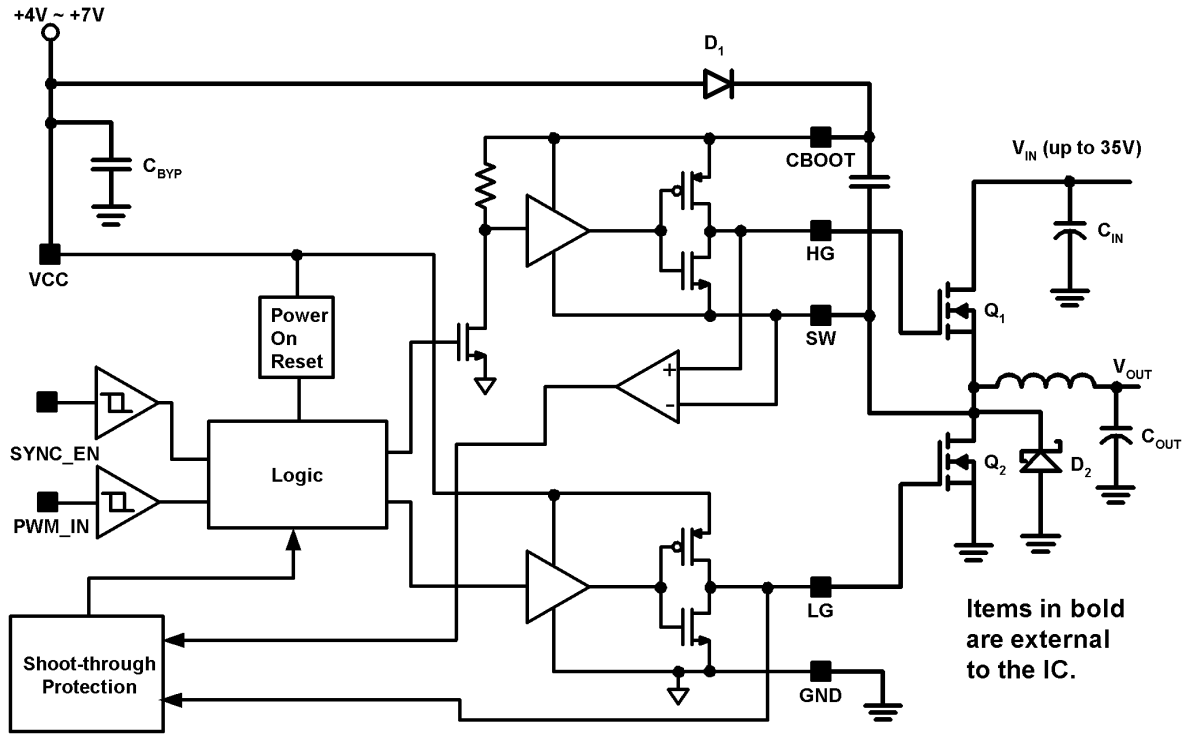 +4V ~ +7V
D1
CBYP
CBOOT
VIN (up to 35V)
CIN
HG
VCC
Power
On
Reset
SW
Q1
+
-
VOUT
SYNC_EN
Logic
COUT
Q2
D2
PWM_IN
LG
Items in bold
are external
to the IC.
Shoot-through
Protection
GND